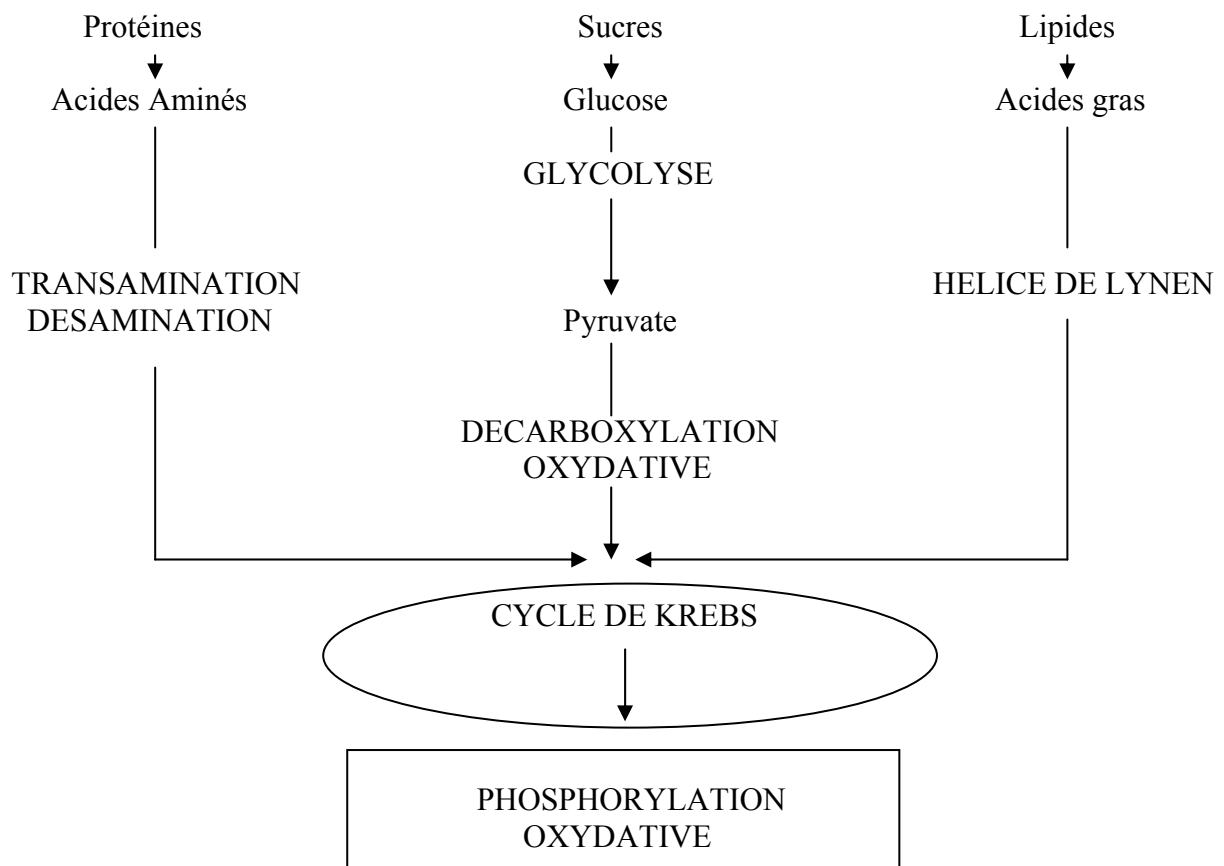 Protéines
Sucres
Lipides
Acides Aminés
Glucose
Acides gras
GLYCOLYSE
TRANSAMINATION
DESAMINATION
HELICE DE LYNEN
Pyruvate
DECARBOXYLATION
OXYDATIVE
CYCLE DE KREBS
PHOSPHORYLATION
OXYDATIVE